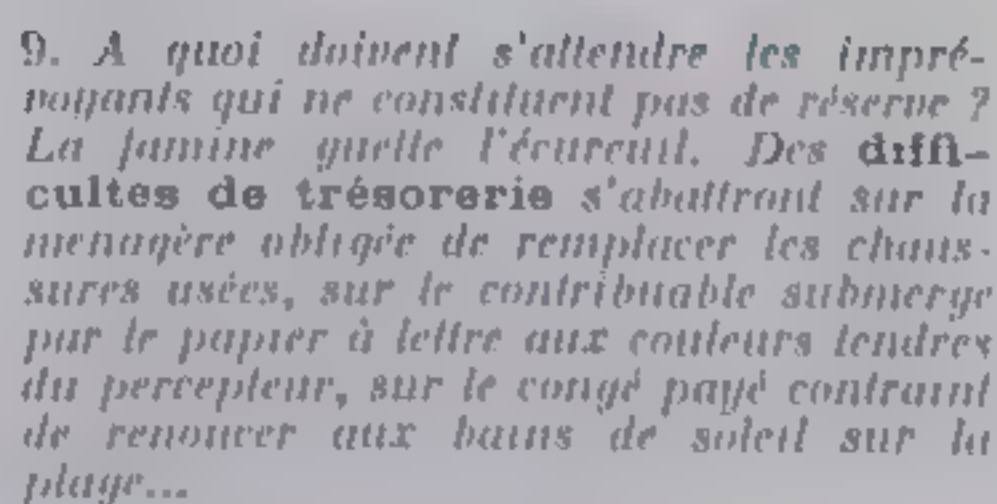 9. A quoi doivent s'attendre les impré-
voyants qui ne constituent pas de réserve ?
La famine guette l'écureuil. Des diffi-
cultés de trésorerie s'abattront sur la
ménagère obligée de remplacer les chaus-
sures usées, sur le contribuable submergé
par le papier à lettre aux couleurs tendres
du percepteur, sur le congé payé contraint
de renoncer aux bains de soleil sur la
plage...